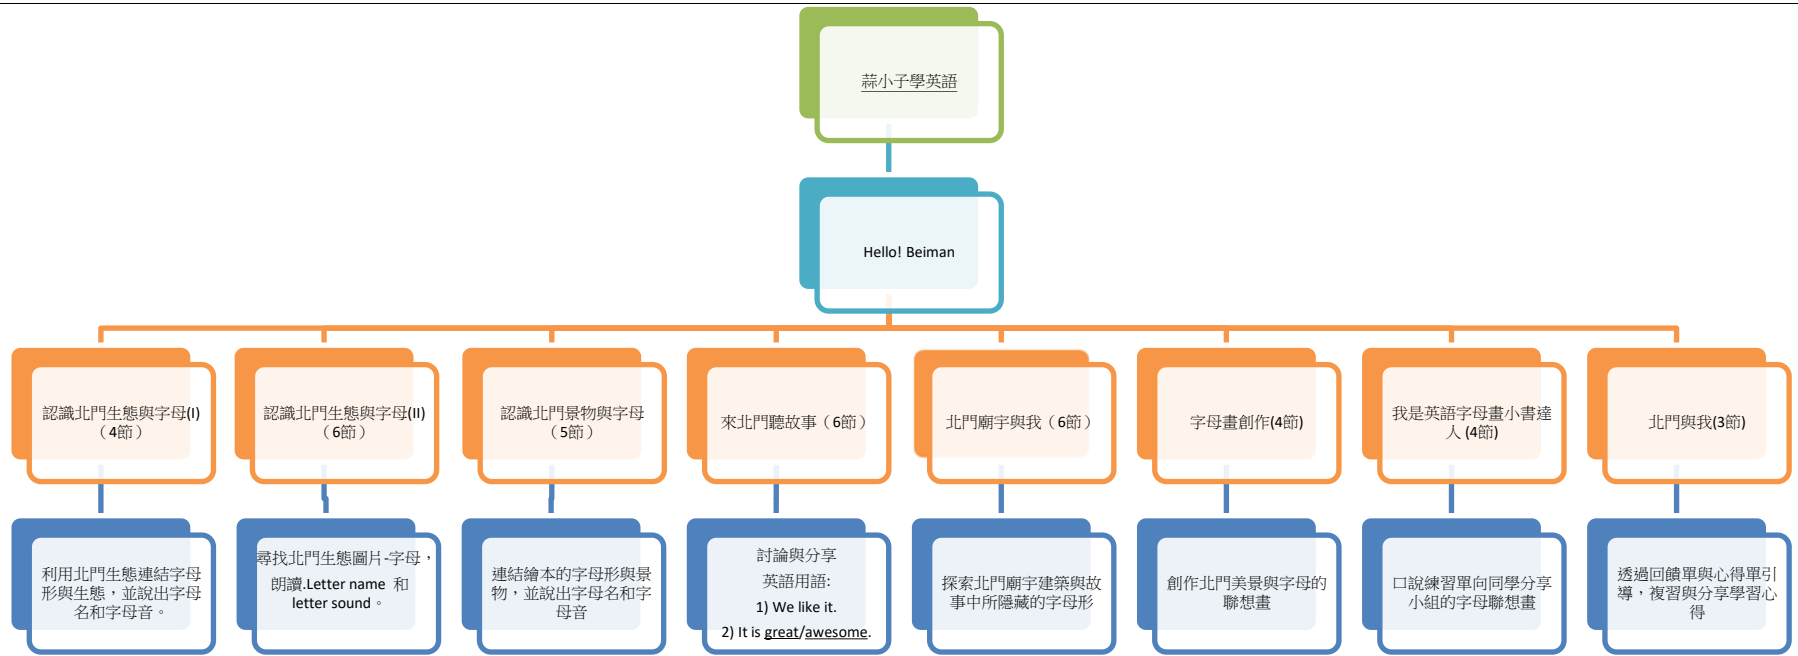 蒜小子學英語
Hello! Beiman
認識北門生態與字母(I)
（4節）
認識北門生態與字母(II)
（6節）
認識北門景物與字母
（5節）
來北門聽故事（6節）
北門廟宇與我（6節）
字母畫創作(4節)
我是英語字母畫小書達
人 (4節)
北門與我(3節)
利用北門生態連結字母
形與生態，並說出字母
名和字母音。
尋找北門生態圖片-字母，
朗讀.Letter name 和
letter sound。
連結繪本的字母形與景
物，並說出字母名和字
母音
討論與分享
英語用語:
1) We like it.
2) It is great/awesome.
探索北門廟宇建築與故
事中所隱藏的字母形
創作北門美景與字母的
聯想畫
口說練習單向同學分享
小組的字母聯想畫
透過回饋單與心得單引
導，複習與分享學習心
得